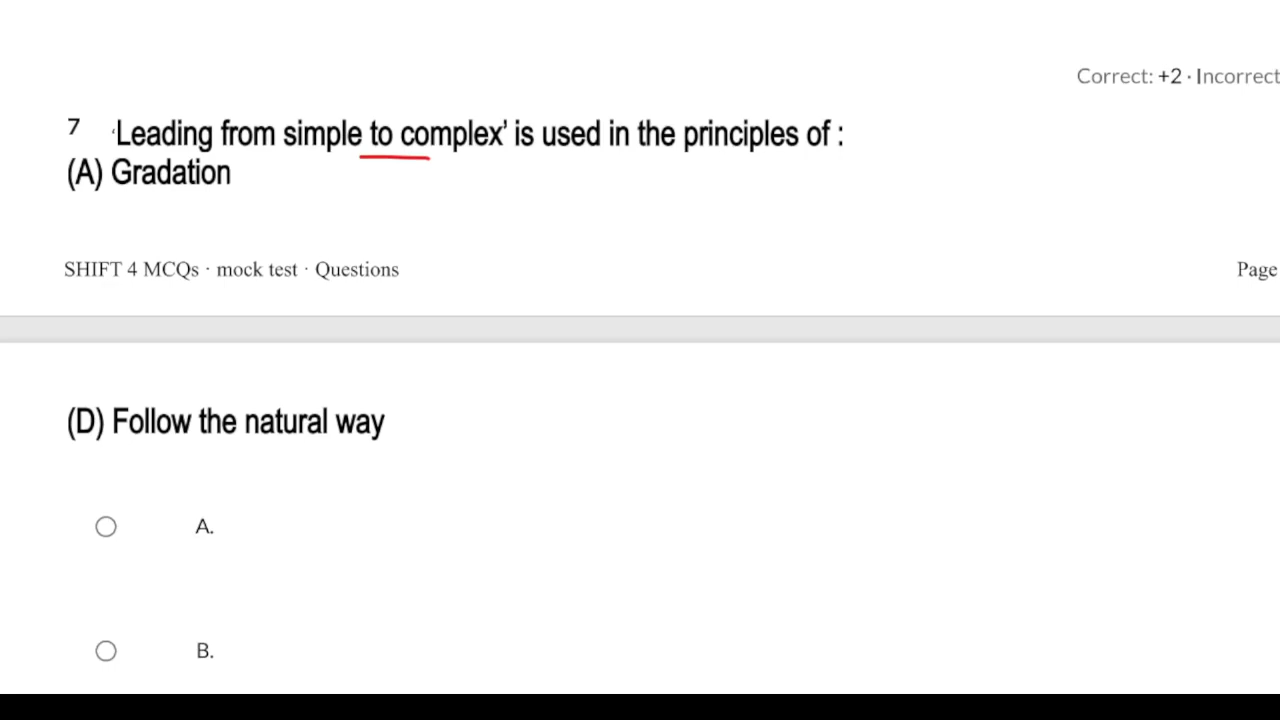 Correct: +2 · Incorrect
7 ‘Leading from simple to complex’ is used in the principles of :
(A) Gradation
SHIFT 4 MCQs · mock test · Questions
Page
(D) Follow the natural way
A.
B.